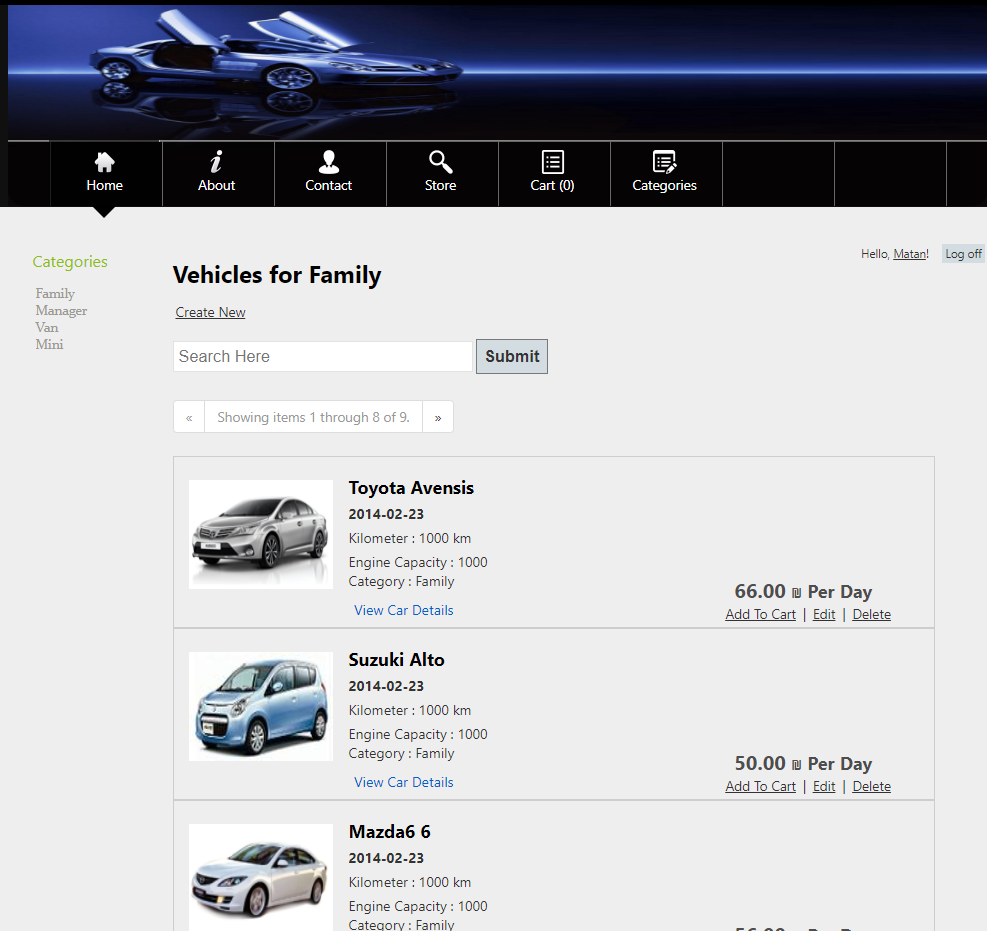 Home
About
Contact
Store
Cart (0)
Categories
Hello, Matan!
Log off
Categories
Family
Manager
Van
Mini
Vehicles for Family
Create New
Search Here
Submit
«
Showing items 1 through 8 of 9.
»
Toyota Avensis
2014-02-23
Kilometer : 1000 km
Engine Capacity : 1000
Category : Family
View Car Details
66.00 ₪ Per Day
Add To Cart | Edit | Delete
Suzuki Alto
2014-02-23
Kilometer : 1000 km
Engine Capacity : 1000
Category : Family
View Car Details
50.00 ₪ Per Day
Add To Cart | Edit | Delete
Mazda6 6
2014-02-23
Kilometer : 1000 km
Engine Capacity : 1000
Category : Family